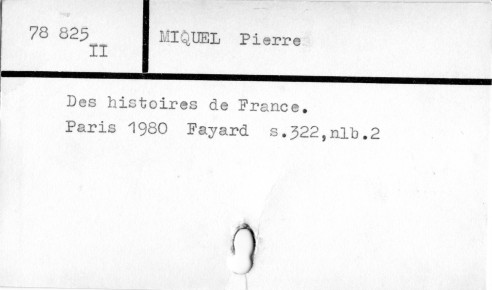 78 825
II
MIQUEL Pierre
Des histoires de France.
Paris 1980 Fayard s.322,nlb.2